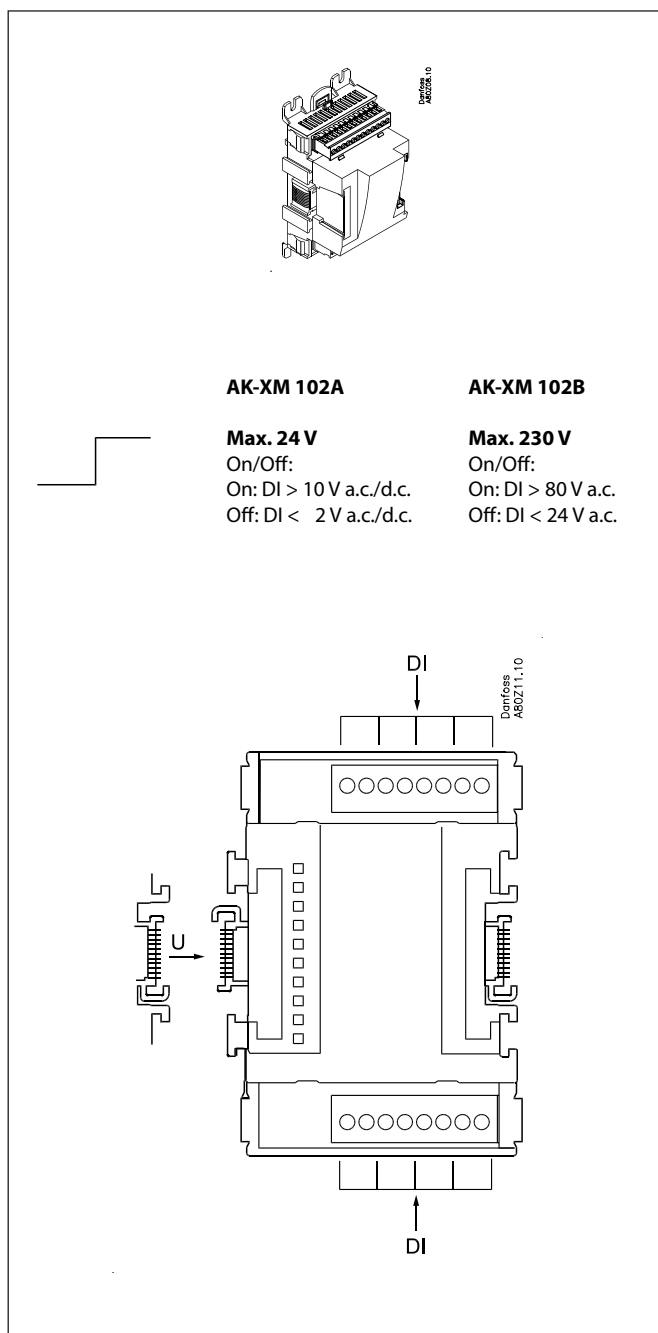 Danfoss
A80Z08.10
AK-XM 102A
Max. 24 V
On/Off:
On: DI > 10 V a.c./d.c.
Off: DI < 2 V a.c./d.c.
AK-XM 102B
Max. 230 V
On/Off:
On: DI > 80 V a.c.
Off: DI < 24 V a.c.
DI
Danfoss
A80Z11.10
U
DI